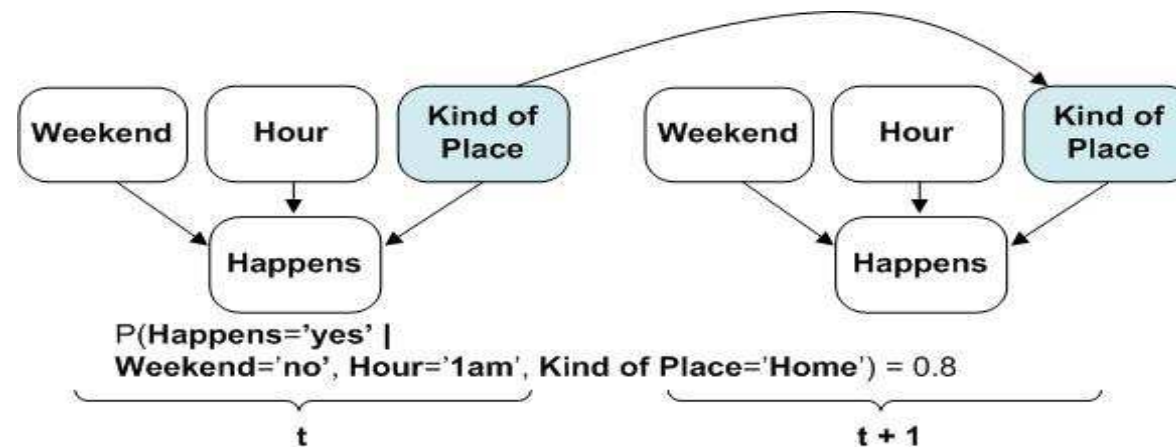 Weekend
Hour
Kind of
Place
Happens
Weekend
Hour
Kind of
Place
Happens
P(Happens='yes' |
Weekend='no', Hour='1am', Kind of Place='Home') = 0.8
t
t + 1